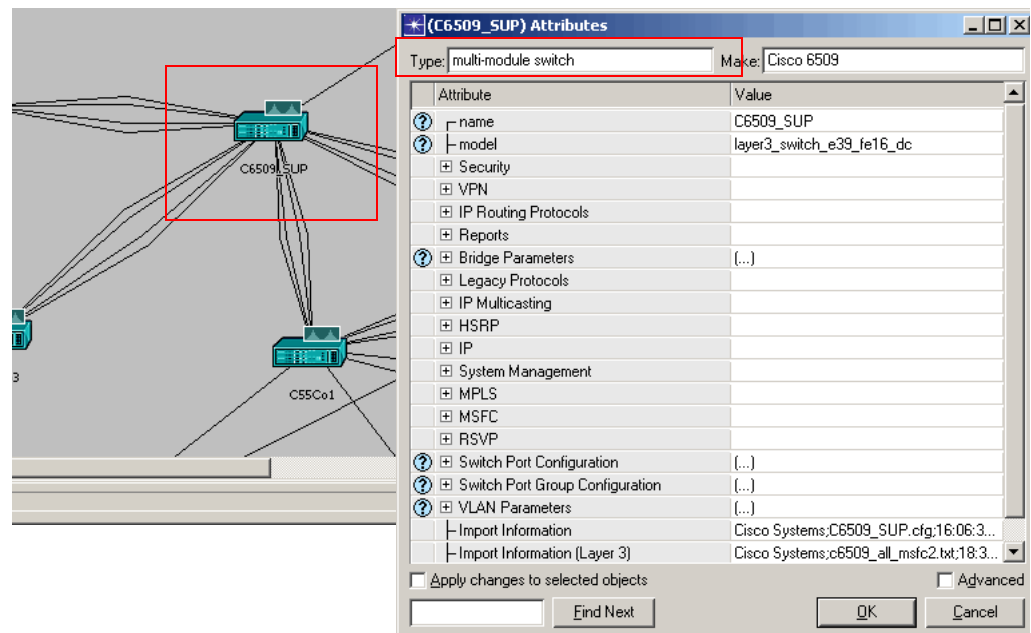 C6509_SUP
C55Co1
3
(C6509_SUP) Attributes
Type: multi-module switch Make: Cisco 6509
Attribute Value
name C6509_SUP
model layer3_switch_e39_fe16_dc
Security
VPN
IP Routing Protocols
Reports
Bridge Parameters (...)
Legacy Protocols
IP Multicasting
HSRP
IP
System Management
MPLS
MSFC
RSVP
Switch Port Configuration (...)
Switch Port Group Configuration (...)
VLAN Parameters (...)
Import Information Cisco Systems;C6509_SUP.cfg;16:06:3...
Import Information (Layer 3) Cisco Systems;c6509_all_msfc2.txt;18:3...
Apply changes to selected objects Advanced
Find Next OK Cancel